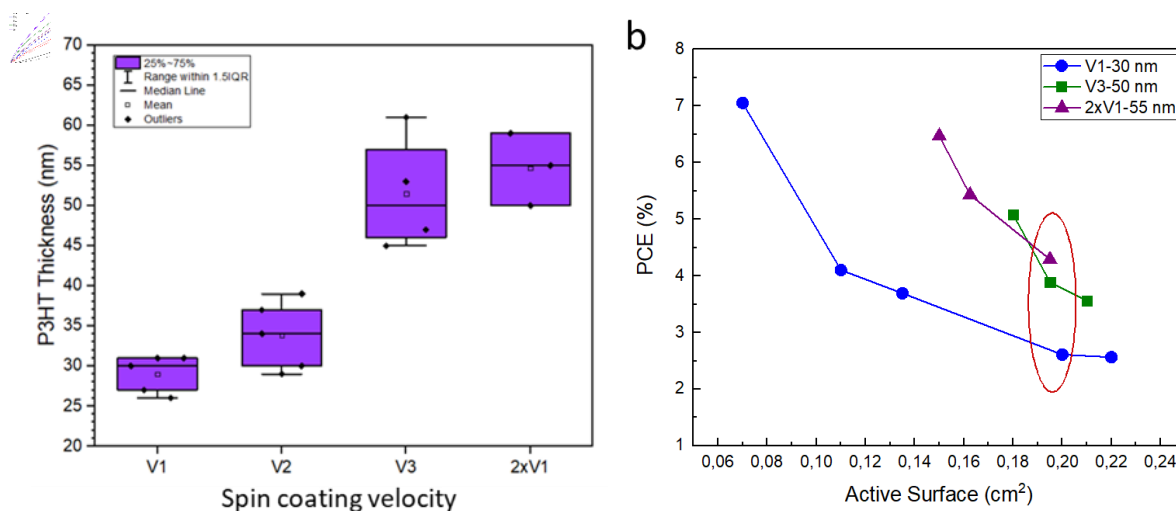 70
65
60
55
50
45
40
35
30
25
20
P3HT Thickness (nm)
25%~75%
Range within 1.5IQR
Median Line
Mean
Outliers
V1 V2 V3 2xV1
Spin coating velocity
b
8
7
6
5
4
3
2
1
PCE (%)
V1-30 nm
V3-50 nm
2xV1-55 nm
0,06 0,08 0,10 0,12 0,14 0,16 0,18 0,20 0,22 0,24
Active Surface (cm²)